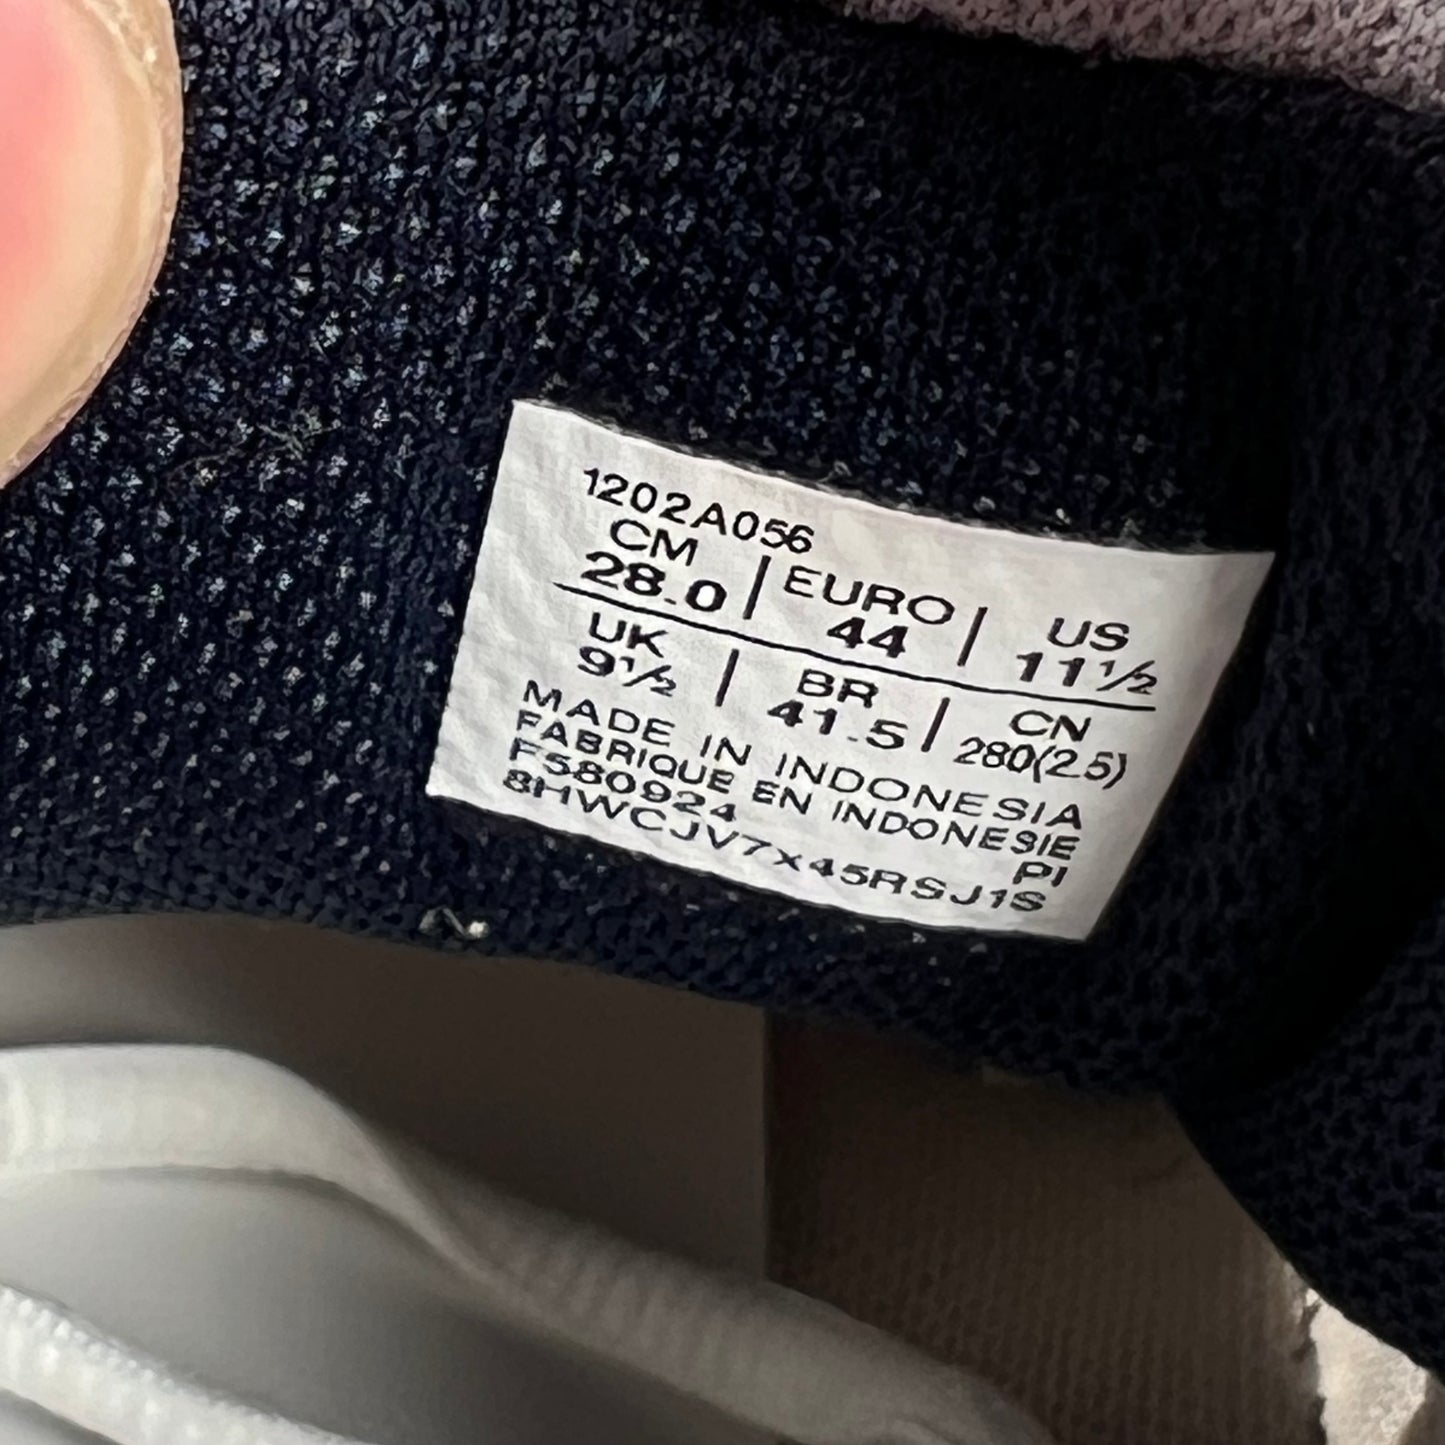 1202A056
CM | EURO | US
28.0 44 11½
UK | BR | CN
9½ 41.5 280(2.5)
MADE IN INDONESIA
FABRIQUE EN INDONESIE
F580924 PI
8HWCJV7X45RSJ1S